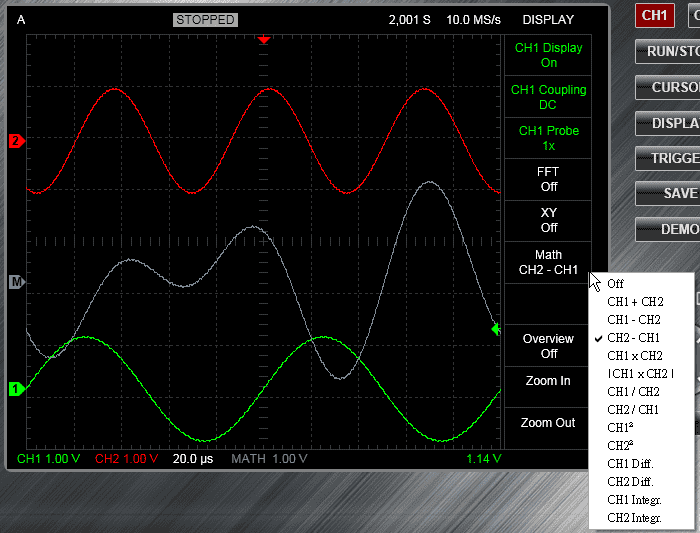 A STOPPED 2,001 S 10.0 MS/s DISPLAY
CH1
CH1 Display
On
CH1 Coupling
DC
CH1 Probe
1x
FFT
Off
XY
Off
Math
CH2 - CH1
Overview
Off
Zoom In
Zoom Out
2
M
1
CH1 1.00 V CH2 1.00 V 20.0 µs MATH 1.00 V 1.14 V
RUN/STO
CURSO
DISPLA
TRIGGE
SAVE
DEMO
Off
CH1 + CH2
CH1 - CH2
CH2 - CH1
CH1 x CH2
|CH1 x CH2 |
CH1 / CH2
CH2 / CH1
CH1²
CH2²
CH1 Diff.
CH2 Diff.
CH1 Integr.
CH2 Integr.